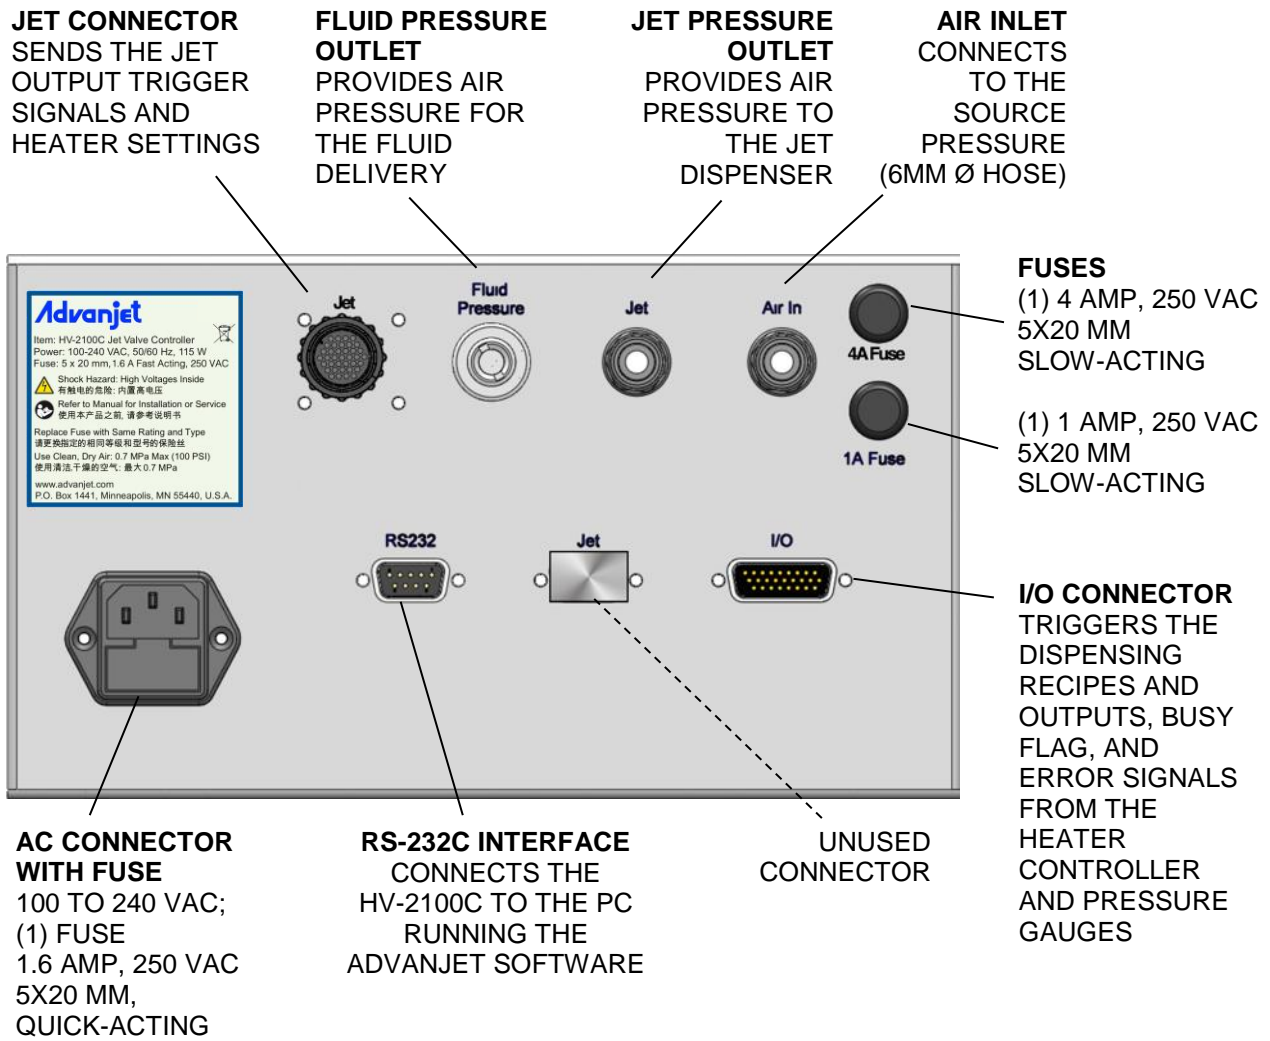 JET CONNECTOR
SENDS THE JET
OUTPUT TRIGGER
SIGNALS AND
HEATER SETTINGS
FLUID PRESSURE
OUTLET
PROVIDES AIR
PRESSURE FOR
THE FLUID
DELIVERY
JET PRESSURE
OUTLET
PROVIDES AIR
PRESSURE TO
THE JET
DISPENSER
AIR INLET
CONNECTS
TO THE
SOURCE
PRESSURE
(6MM Ø HOSE)
Advanjet
Item: HV-2100C Jet Valve Controller
Power: 100-240 VAC, 50/60 Hz, 115 W
Fuse: 5 x 20 mm, 1.6 A Fast Acting, 250 VAC
Shock Hazard: High Voltages Inside
有触电的危险: 内置高电压
Refer to Manual for Installation or Service
使用本产品之前, 请参考说明书
Replace Fuse with Same Rating and Type
请更换指定的相同等级和型号的保险丝
Use Clean, Dry Air: 0.7 MPa Max (100 PSI)
使用清洁,干燥的空气: 最大 0.7 MPa
www.advanjet.com
P.O. Box 1441, Minneapolis, MN 55440, U.S.A.
Jet
Fluid
Pressure
Jet
Air In
4A Fuse
1A Fuse
FUSES
(1) 4 AMP, 250 VAC
5X20 MM
SLOW-ACTING
(1) 1 AMP, 250 VAC
5X20 MM
SLOW-ACTING
RS232
Jet
I/O
I/O CONNECTOR
TRIGGERS THE
DISPENSING
RECIPES AND
OUTPUTS, BUSY
FLAG, AND
ERROR SIGNALS
FROM THE
HEATER
CONTROLLER
AND PRESSURE
GAUGES
AC CONNECTOR
WITH FUSE
100 TO 240 VAC;
(1) FUSE
1.6 AMP, 250 VAC
5X20 MM,
QUICK-ACTING
RS-232C INTERFACE
CONNECTS THE
HV-2100C TO THE PC
RUNNING THE
ADVANJET SOFTWARE
UNUSED
CONNECTOR